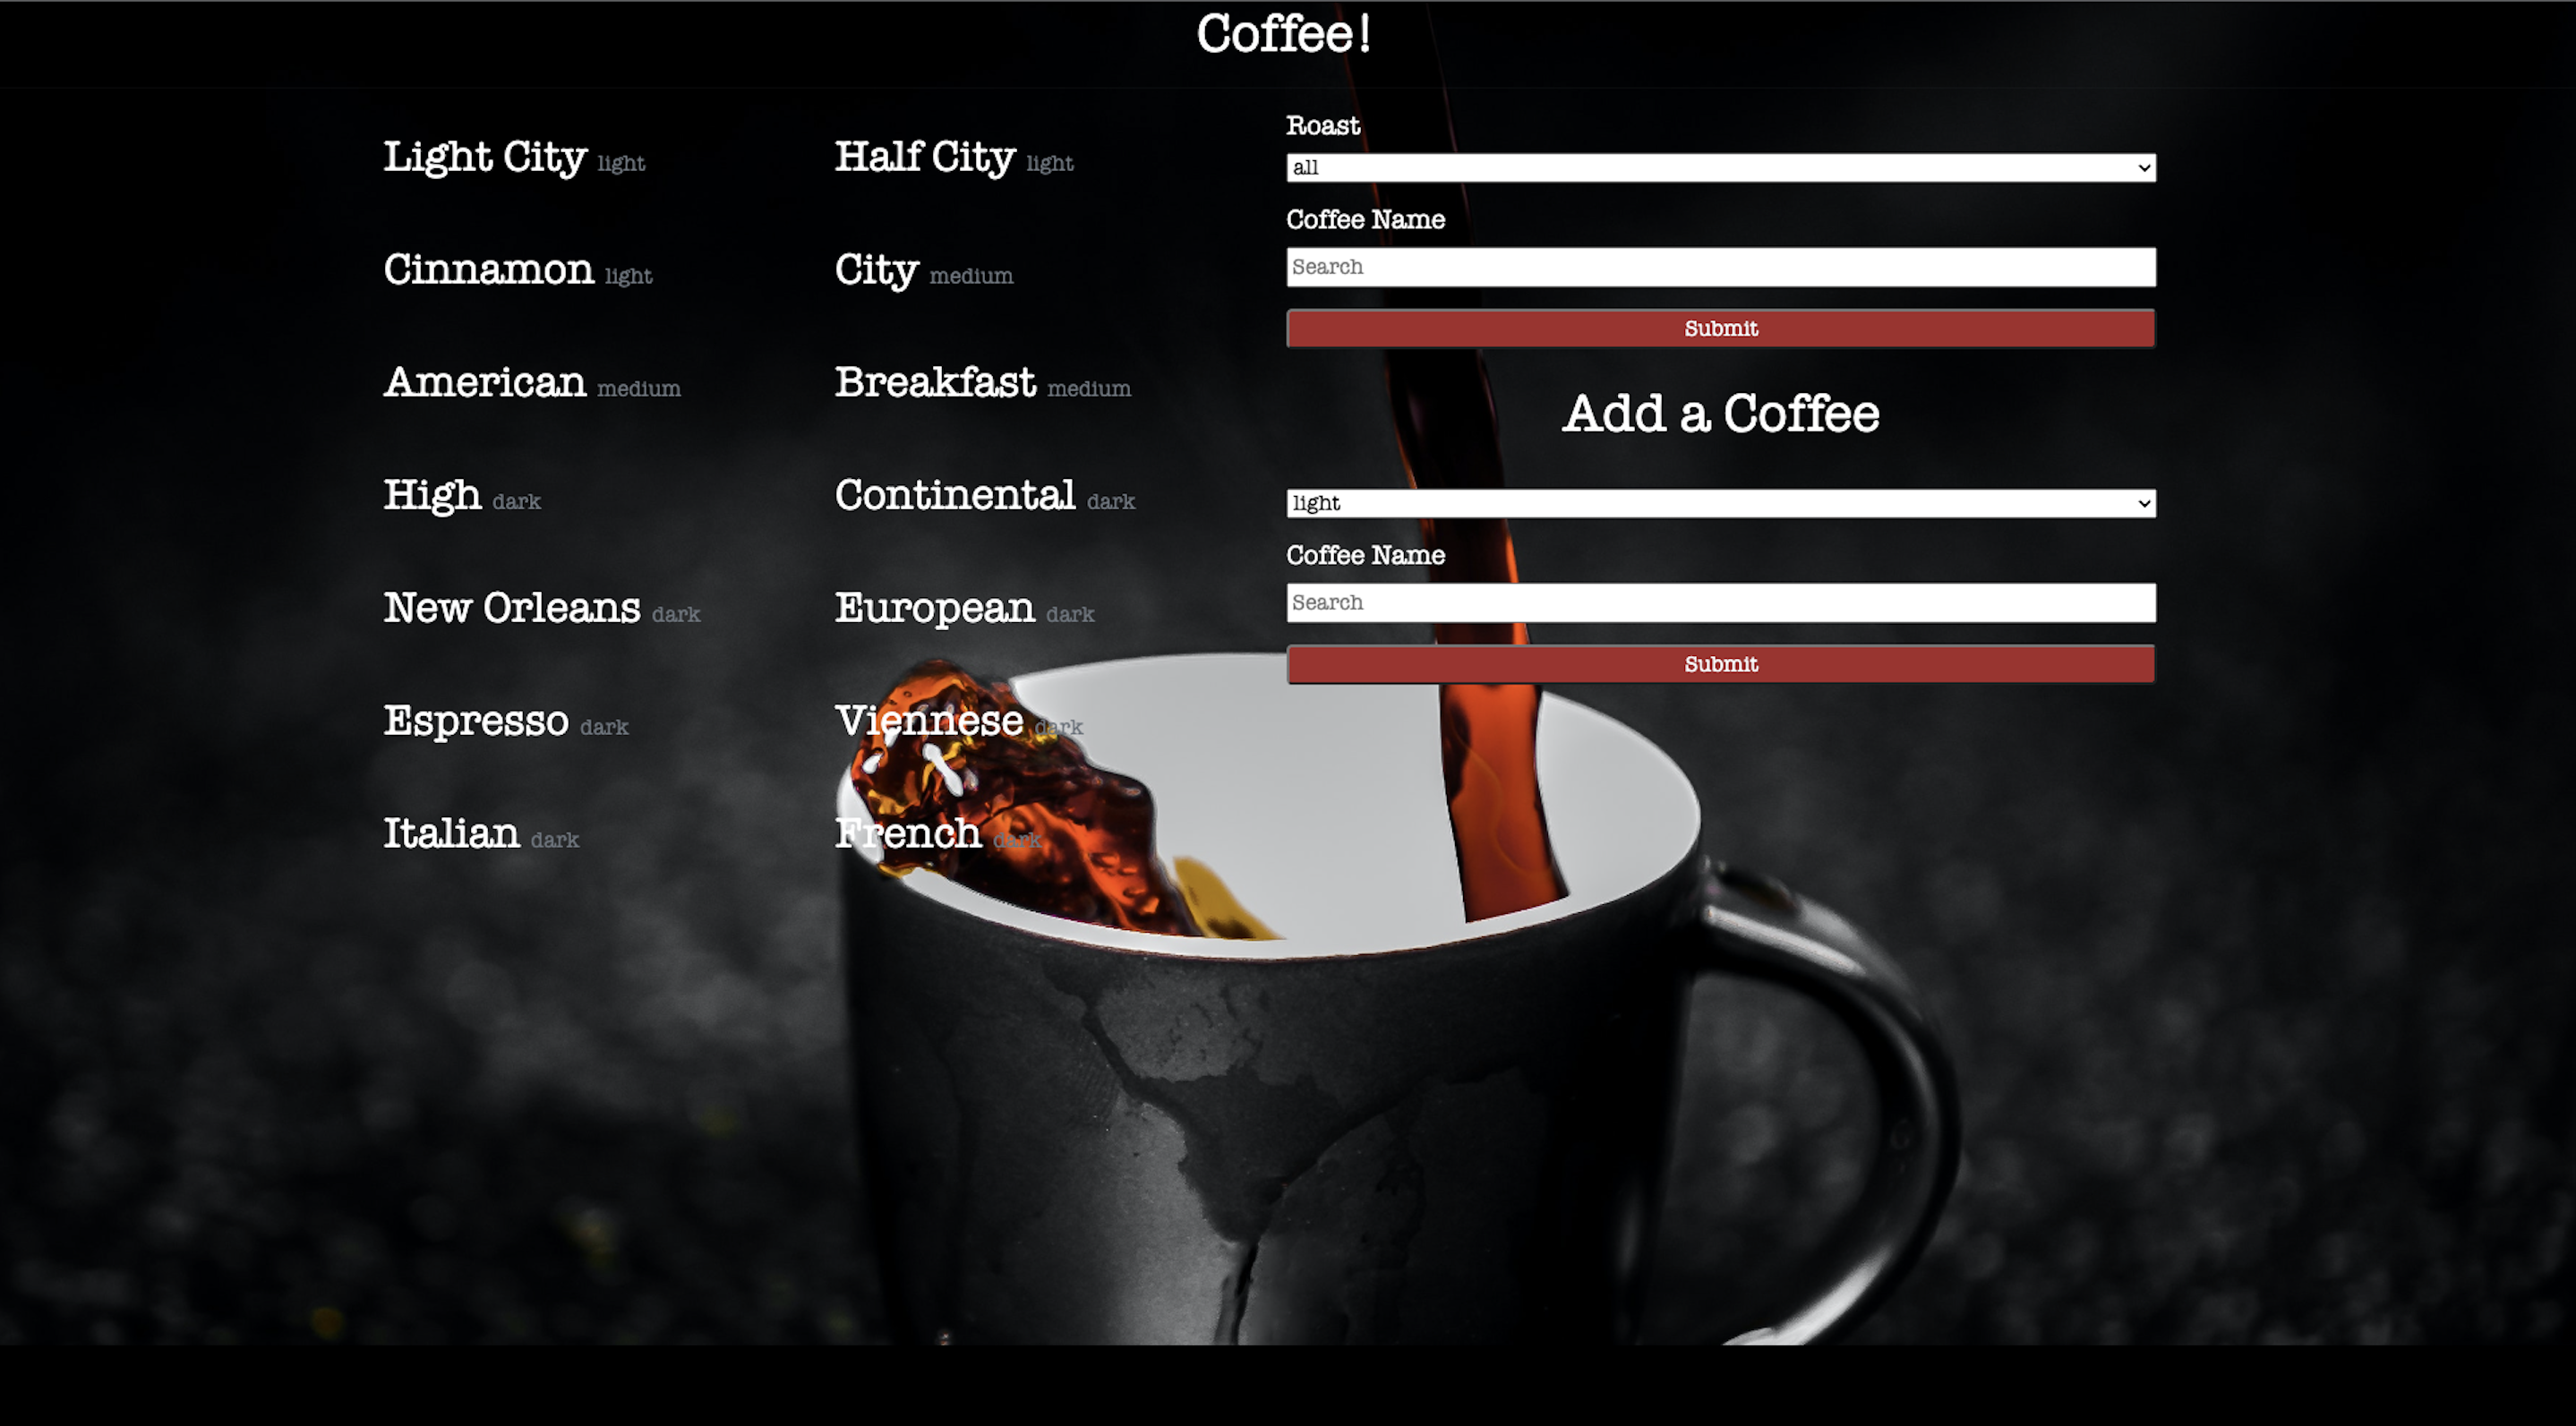 Coffee!
Light City light
Half City light
Cinnamon light
City medium
American medium
Breakfast medium
High dark
Continental dark
New Orleans dark
European dark
Espresso dark
Viennese dark
Italian dark
French dark
Roast
all
Coffee Name
Search
Submit
Add a Coffee
light
Coffee Name
Search
Submit